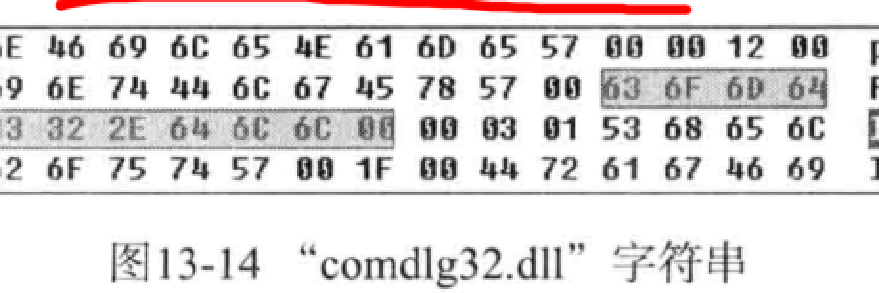 E 46 69 6C 65 4E 61 6D 65 57 00 00 12 00
9 6E 74 44 6C 67 45 78 57 00 63 6F 6D 64
3 32 2E 64 6C 6C 00 00 03 01 53 68 65 6C
2 6F 75 74 57 00 1F 00 44 72 61 67 46 69
图13-14 “comdlg32.dll”字符串